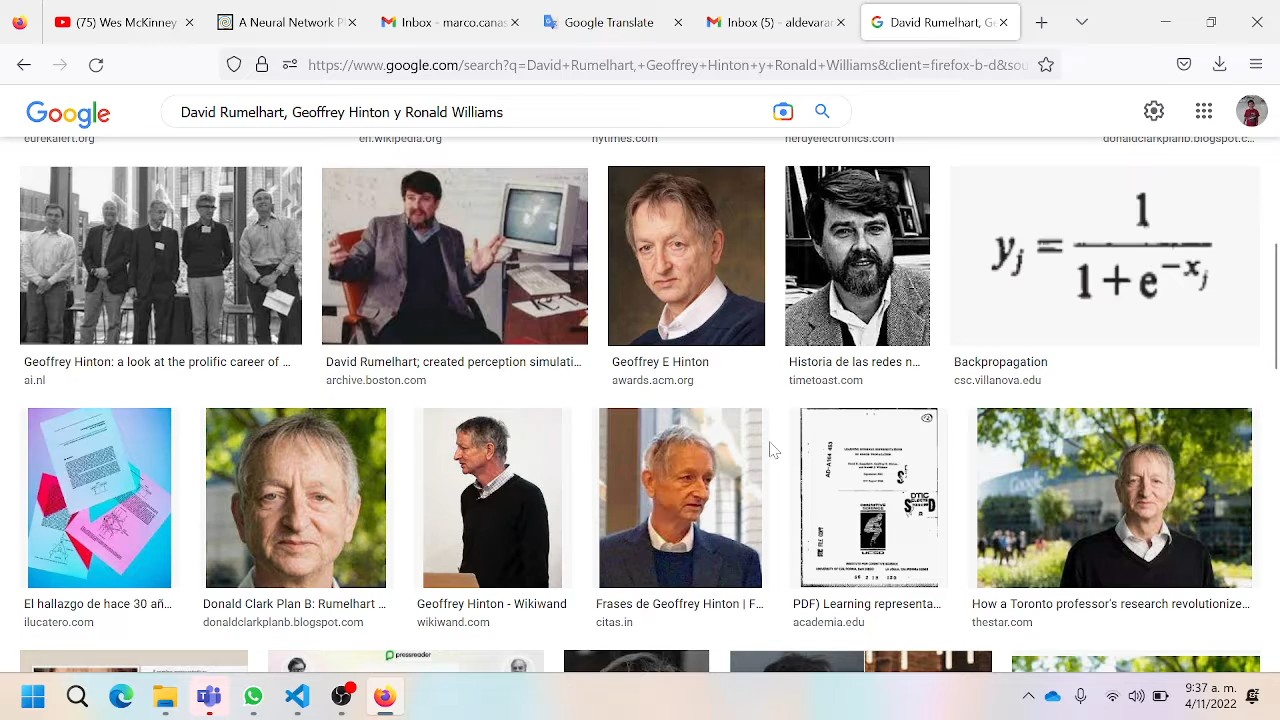 (75) Wes McKinney
A Neural Network P
Inbox - marco.cas
Google Translate
Inbox (3) - aldevarar
David Rumelhart, Ge
https://www.google.com/search?q=David+Rumelhart,+Geoffrey+Hinton+y+Ronald+Williams&client=firefox-b-d&sou
Google
David Rumelhart, Geoffrey Hinton y Ronald Williams
eurekalert.org
en.wikipedia.org
nytimes.com
nerdyelectronics.com
donaldclarkplanb.blogspot.c...
yj = 1 / 1 + e^-xj
Geoffrey Hinton: a look at the prolific career of ...
ai.nl
David Rumelhart; created perception simulati...
archive.boston.com
Geoffrey E Hinton
awards.acm.org
Historia de las redes n...
timetoast.com
Backpropagation
csc.villanova.edu
El hallazgo de hace 30 añ...
ilucatero.com
Donald Clark Plan B: Rumelhart ...
donaldclarkplanb.blogspot.com
Geoffrey Hinton - Wikiwand
wikiwand.com
Frases de Geoffrey Hinton | F...
citas.in
PDF) Learning representa...
academia.edu
How a Toronto professor's research revolutionize...
thestar.com
pressreader
9:37 a. m.
4/11/2022